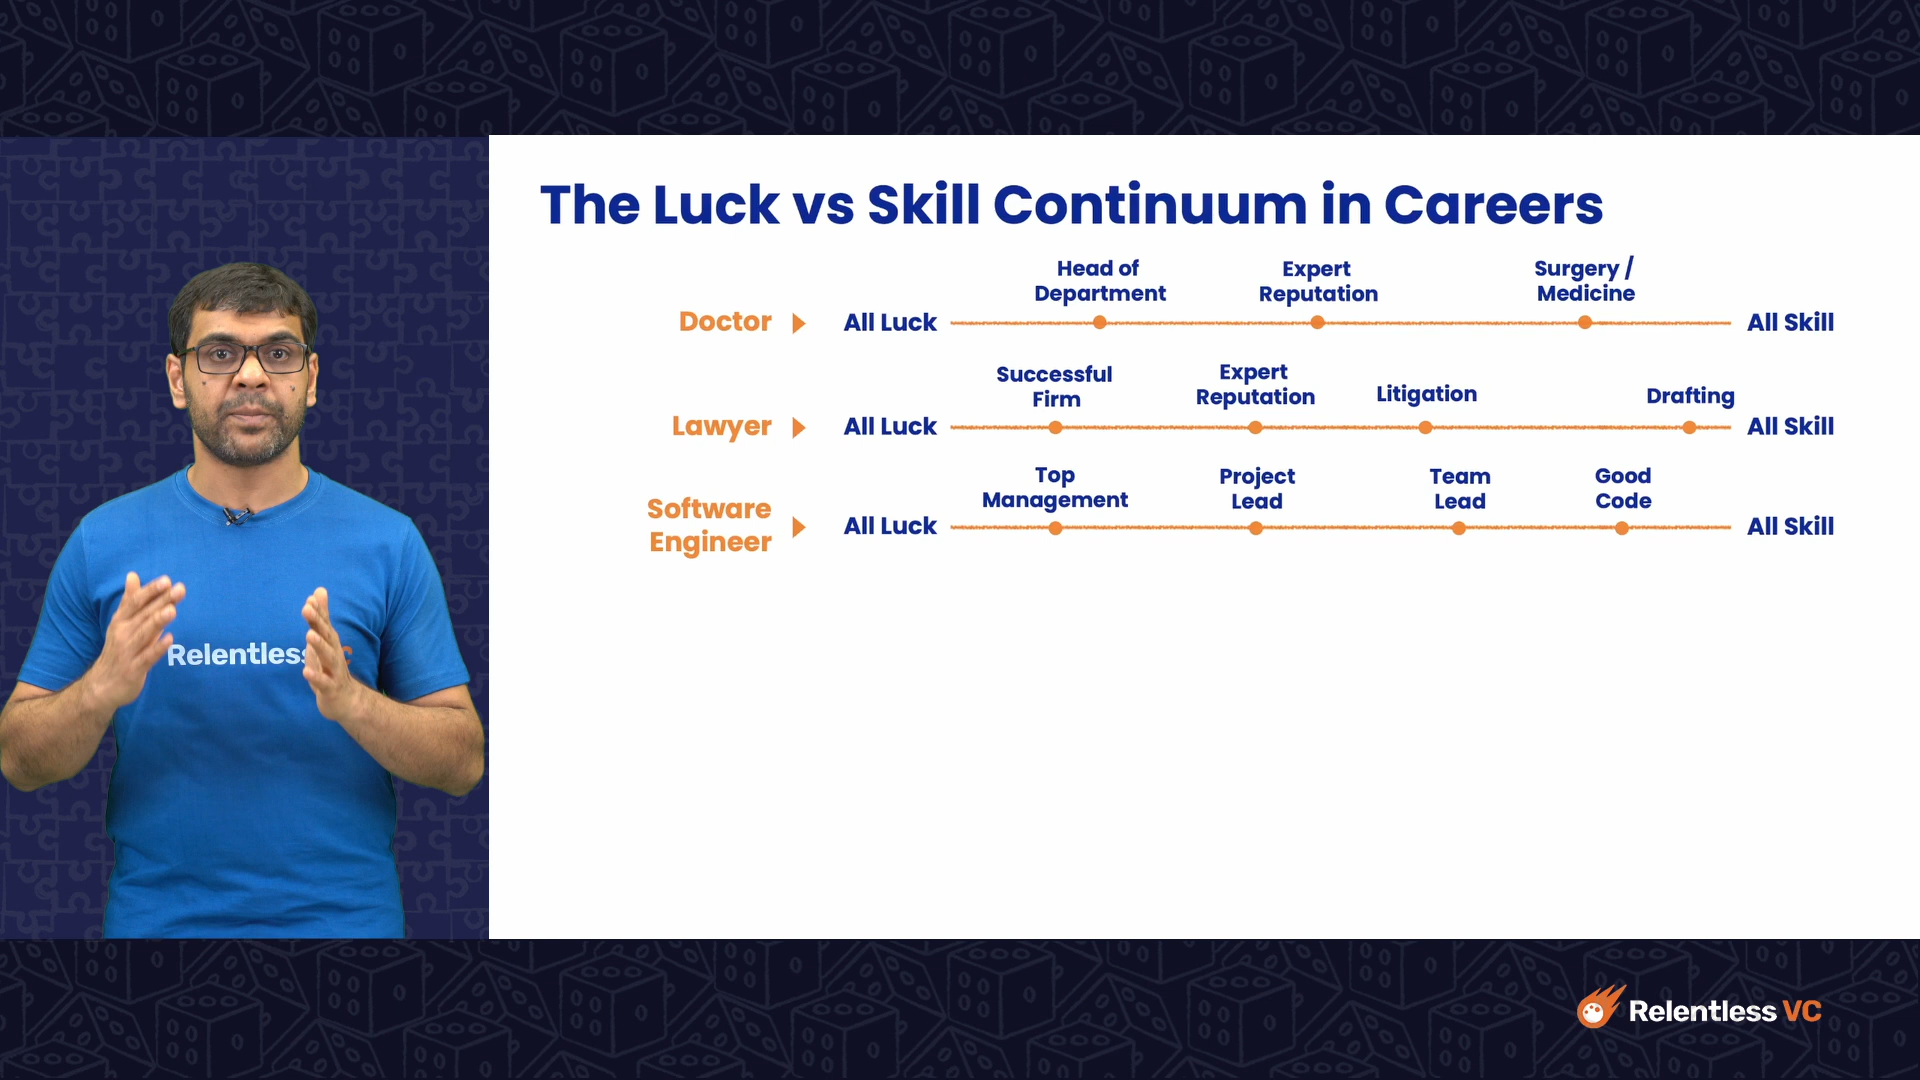 The Luck vs Skill Continuum in Careers
Head of
Department
Expert
Reputation
Surgery /
Medicine
Doctor
All Luck
All Skill
Successful
Firm
Expert
Reputation
Litigation
Drafting
Lawyer
All Luck
All Skill
Top
Management
Project
Lead
Team
Lead
Good
Code
Software
Engineer
All Luck
All Skill
Relentless C
Relentless VC